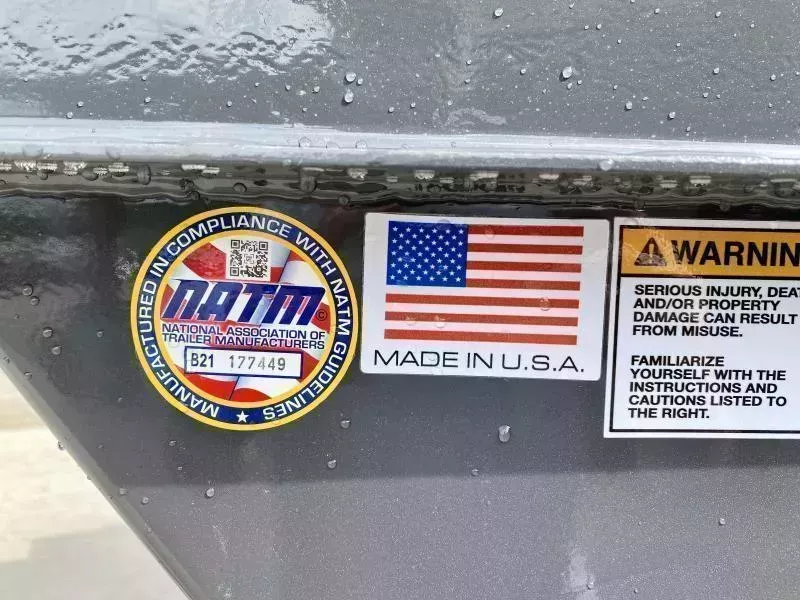 MANUFACTURED IN COMPLIANCE WITH NATM GUIDELINES
NATM©
NATIONAL ASSOCIATION OF
TRAILER MANUFACTURERS
B21 177449
MADE IN U.S.A.
WARNIN
SERIOUS INJURY, DEAT
AND/OR PROPERTY
DAMAGE CAN RESULT
FROM MISUSE.
FAMILIARIZE
YOURSELF WITH THE
INSTRUCTIONS AND
CAUTIONS LISTED TO
THE RIGHT.